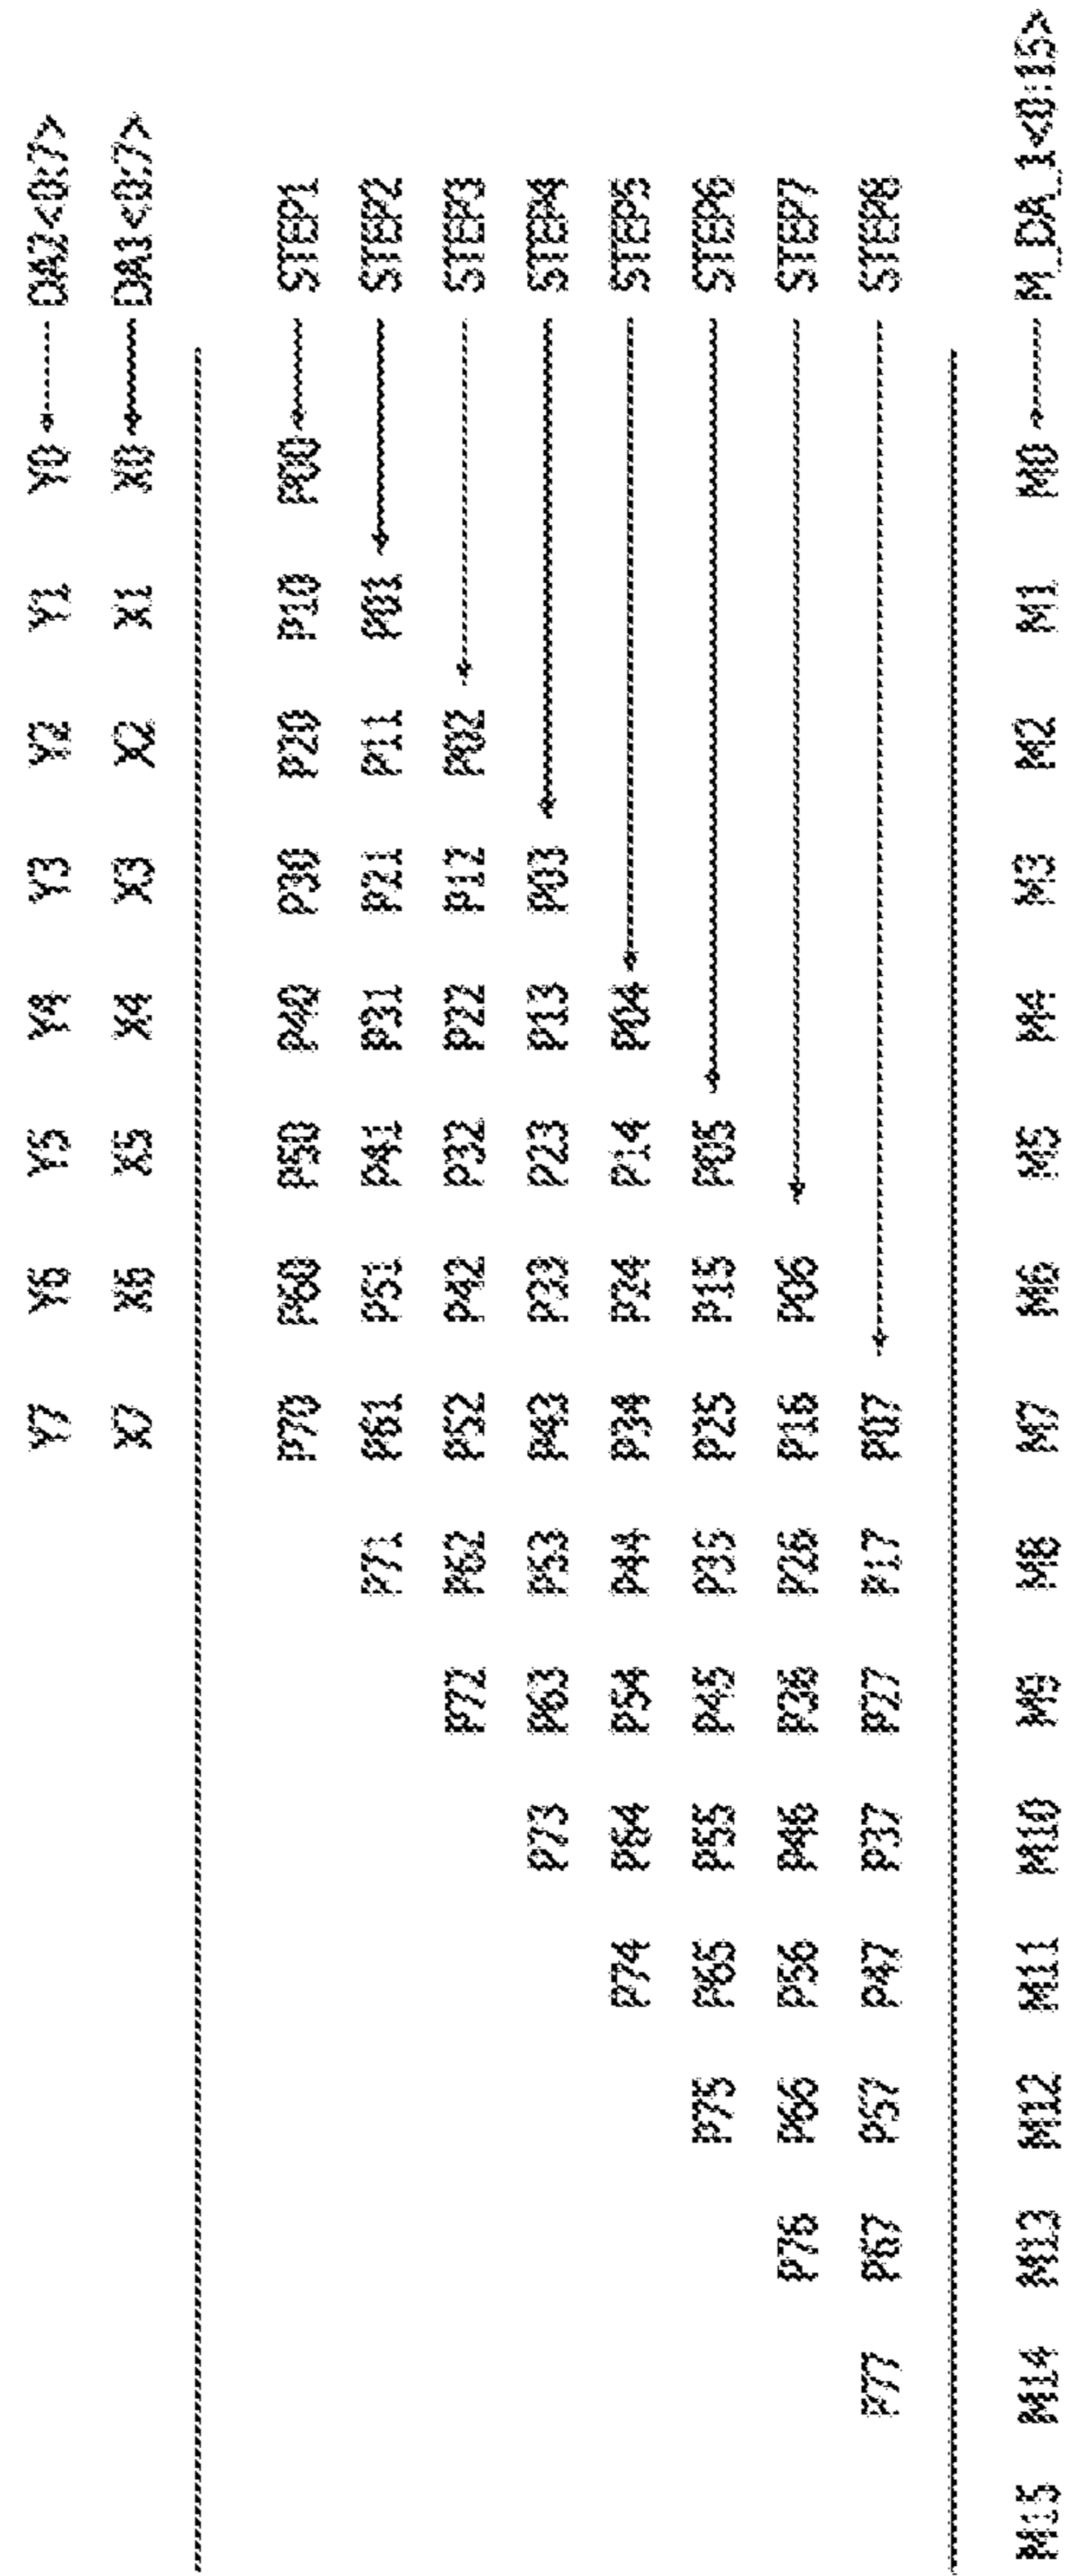 Y7 Y6 Y5 Y4 Y3 Y2 Y1 Y0 DA2<0:7>
X7 X6 X5 X4 X3 X2 X1 X0 DA1<0:7>
P70 P60 P50 P40 P30 P20 P10 P00 STEP1
P71 P61 P51 P41 P31 P21 P11 P01 STEP2
P72 P62 P52 P42 P32 P22 P12 P02 STEP3
P73 P63 P53 P43 P33 P23 P13 P03 STEP4
P74 P64 P54 P44 P34 P24 P14 P04 STEP5
P75 P65 P55 P45 P35 P25 P15 P05 STEP6
P76 P67 P66 P56 P46 P36 P26 P16 P06 STEP7
P77 P67 P57 P47 P37 P27 P17 P07 STEP8
M15 M14 M13 M12 M11 M10 M9 M8 M7 M6 M5 M4 M3 M2 M1 M0 M_DA_1<0:15>